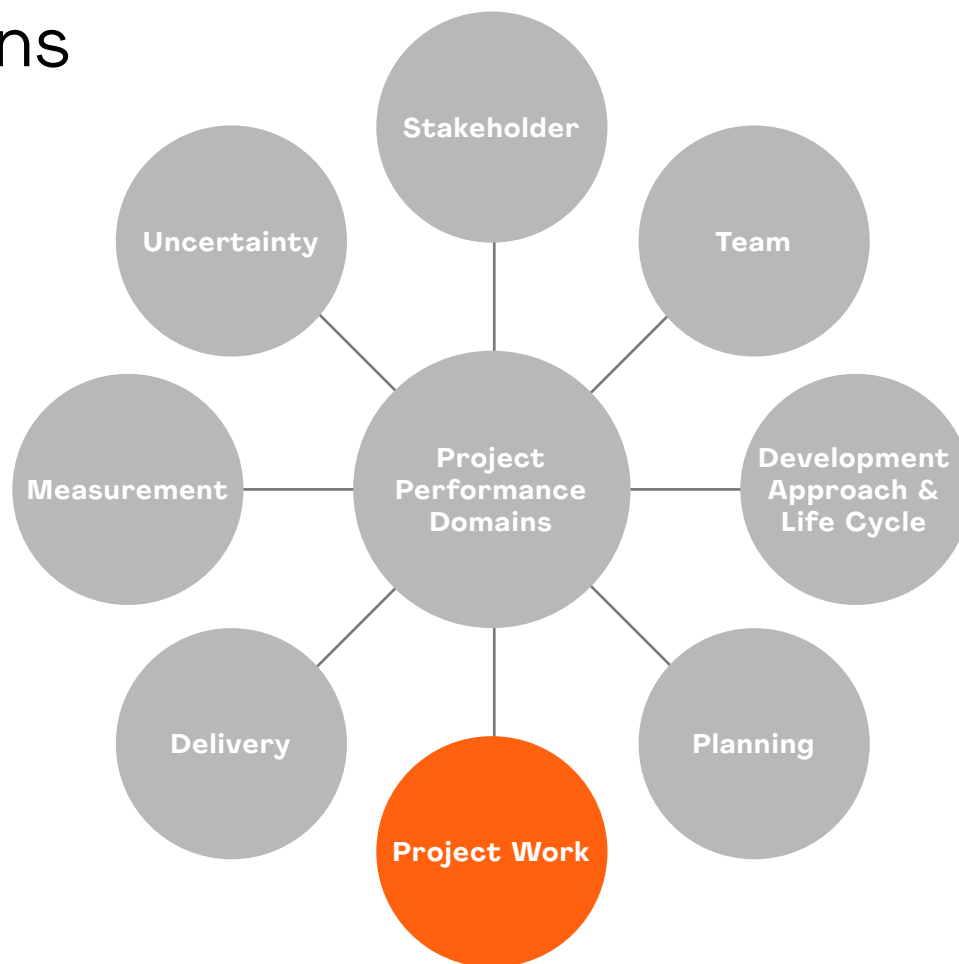 ns
Stakeholder
Uncertainty
Team
Measurement
Project
Performance
Domains
Development
Approach &
Life Cycle
Delivery
Planning
Project Work